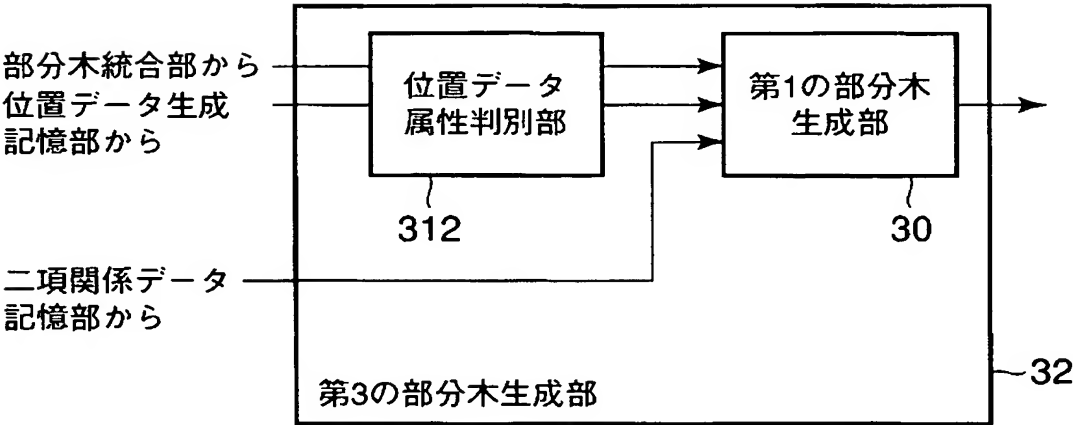 部分木統合部から
位置データ生成
記憶部から
位置データ
属性判別部
312
第1の部分木
生成部
30
二項関係データ
記憶部から
第3の部分木生成部
32